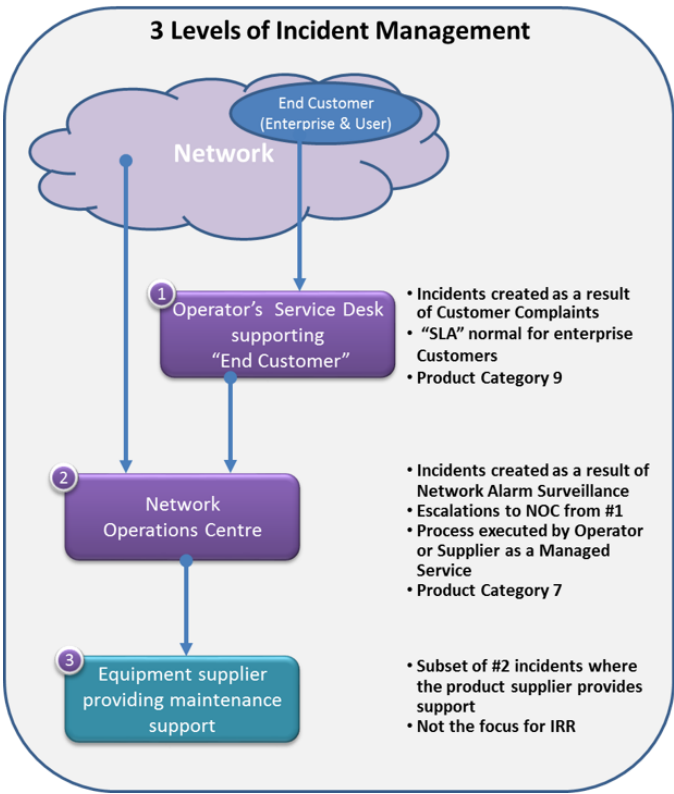 3 Levels of Incident Management
End Customer
(Enterprise & User)
Network
1
Operator's Service Desk
supporting
“End Customer”
• Incidents created as a result
of Customer Complaints
• “SLA” normal for enterprise
Customers
• Product Category 9
2
Network
Operations Centre
• Incidents created as a result of
Network Alarm Surveillance
• Escalations to NOC from #1
• Process executed by Operator
or Supplier as a Managed
Service
• Product Category 7
3
Equipment supplier
providing maintenance
support
• Subset of #2 incidents where
the product supplier provides
support
• Not the focus for IRR